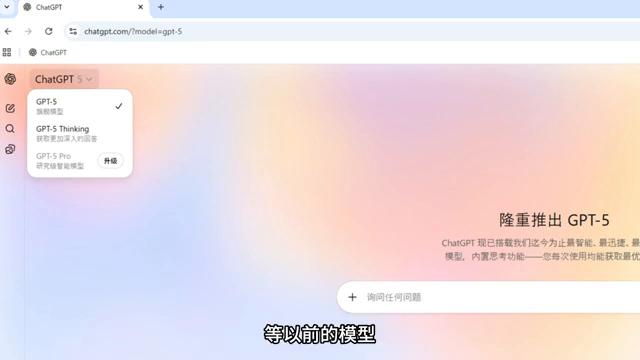 ChatGPT
chatgpt.com/?model=gpt-5
ChatGPT
ChatGPT 5
GPT-5
旗舰模型
GPT-5 Thinking
获取更加深入的回答
GPT-5 Pro
研究级智能模型
升级
隆重推出 GPT-5
ChatGPT 现已搭载我们迄今为止最智能、最迅捷、最
模型，内置思考功能——您每次使用均能获取最优
询问任何问题
等以前的模型